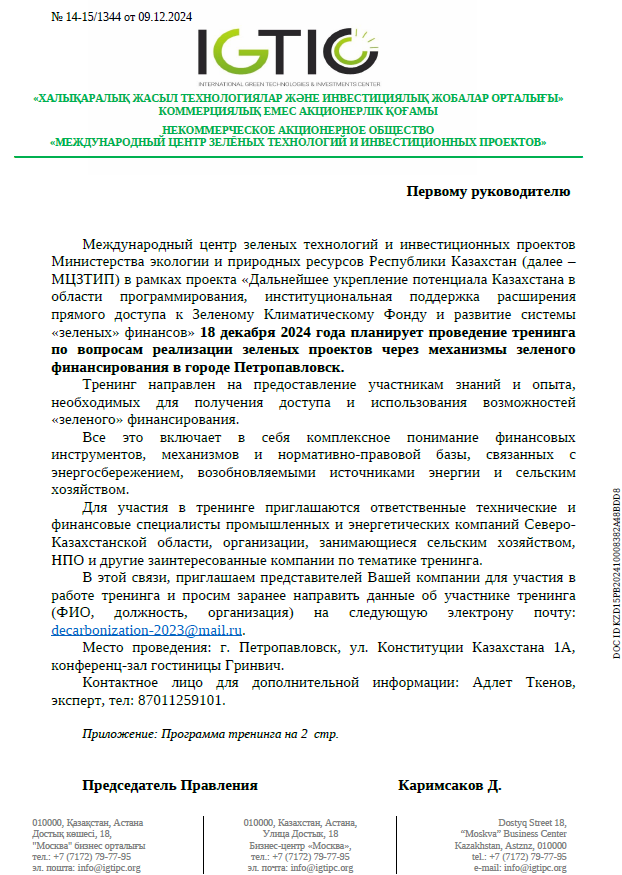 № 14-15/1344 от 09.12.2024
IGTIC
INTERNATIONAL GREEN TECHNOLOGIES & INVESTMENTS CENTER
«ХАЛЫҚАРАЛЫҚ ЖАСЫЛ ТЕХНОЛОГИЯЛАР ЖӘНЕ ИНВЕСТИЦИЯЛЫҚ ЖОБАЛАР ОРТАЛЫҒЫ»
КОММЕРЦИЯЛЫҚ ЕМЕС АКЦИОНЕРЛІК ҚОҒАМЫ
НЕКОММЕРЧЕСКОЕ АКЦИОНЕРНОЕ ОБЩЕСТВО
«МЕЖДУНАРОДНЫЙ ЦЕНТР ЗЕЛЁНЫХ ТЕХНОЛОГИЙ И ИНВЕСТИЦИОННЫХ ПРОЕКТОВ»
Первому руководителю
Международный центр зеленых технологий и инвестиционных проектов
Министерства экологии и природных ресурсов Республики Казахстан (далее –
МЦЗТИП) в рамках проекта «Дальнейшее укрепление потенциала Казахстана в
области программирования, институциональная поддержка расширения
прямого доступа к Зеленому Климатическому Фонду и развитие системы
«зеленых» финансов» 18 декабря 2024 года планирует проведение тренинга
по вопросам реализации зеленых проектов через механизмы зеленого
финансирования в городе Петропавловск.
Тренинг направлен на предоставление участникам знаний и опыта,
необходимых для получения доступа и использования возможностей
«зеленого» финансирования.
Все это включает в себя комплексное понимание финансовых
инструментов, механизмов и нормативно-правовой базы, связанных с
энергосбережением, возобновляемыми источниками энергии и сельским
хозяйством.
Для участия в тренинге приглашаются ответственные технические и
финансовые специалисты промышленных и энергетических компаний Северо-
Казахстанской области, организации, занимающиеся сельским хозяйством,
НПО и другие заинтересованные компании по тематике тренинга.
В этой связи, приглашаем представителей Вашей компании для участия в
работе тренинга и просим заранее направить данные об участнике тренинга
(ФИО, должность, организация) на следующую электрону почту:
decarbonization-2023@mail.ru.
Место проведения: г. Петропавловск, ул. Конституции Казахстана 1А,
конференц-зал гостиницы Гринвич.
Контактное лицо для дополнительной информации: Адлет Ткенов,
эксперт, тел: 87011259101.
Приложение: Программа тренинга на 2 стр.
Председатель Правления Каримсаков Д.
010000, Қазақстан, Астана
Достық көшесі, 18,
"Москва" бизнес орталығы
тел.: +7 (7172) 79-77-95
эл. пошта: info@igtipc.org
010000, Казахстан, Астана,
Улица Достык, 18
Бизнес-центр «Москва»,
тел.: +7 (7172) 79-77-95
эл. почта: info@igtipc.org
Dostyq Street 18,
“Moskva” Business Center
Kazakhstan, Astznz, 010000
tel.: +7 (7172) 79-77-95
e-mail: info@igtipc.org
DOC ID KZD15PB202410008382A48BDD8